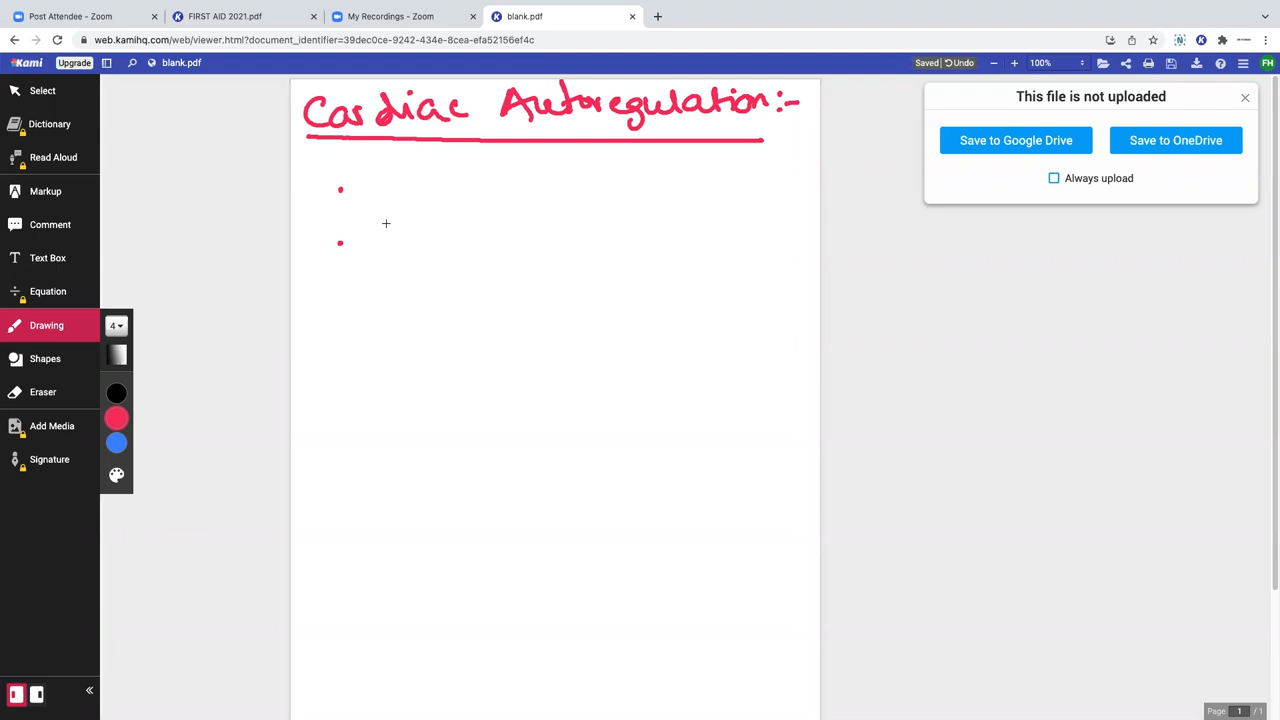 Post Attendee - Zoom
FIRST AID 2021.pdf
My Recordings - Zoom
blank.pdf
web.kamihq.com/web/viewer.html?document_identifier=39dec0ce-9242-434e-8cea-efa52156ef4c
Kami Upgrade blank.pdf Saved Undo 100% FH
Cardiac Autoregulation:-
This file is not uploaded
Save to Google Drive Save to OneDrive
Always upload
Select
Dictionary
Read Aloud
Markup
Comment
Text Box
Equation
Drawing
4
Shapes
Eraser
Add Media
Signature
Page 1 / 1